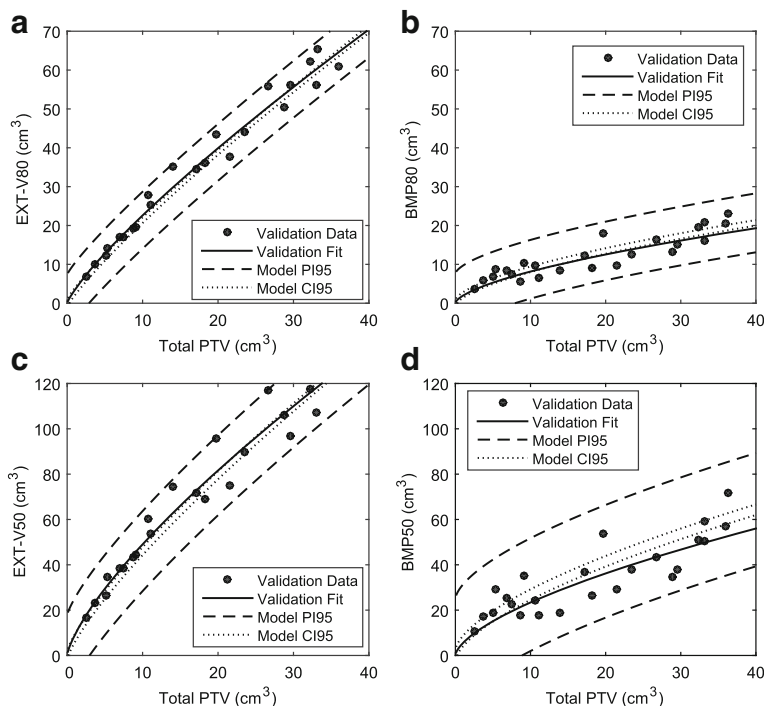 a
70
60
50
40
30
20
10
0
EXT-V80 (cm³)
Validation Data
Validation Fit
Model PI95
Model CI95
0 10 20 30 40
Total PTV (cm³)
b
70
60
50
40
30
20
10
0
BMP80 (cm³)
Validation Data
Validation Fit
Model PI95
Model CI95
0 10 20 30 40
Total PTV (cm³)
c
120
100
80
60
40
20
0
EXT-V50 (cm³)
Validation Data
Validation Fit
Model PI95
Model CI95
0 10 20 30 40
Total PTV (cm³)
d
120
100
80
60
40
20
0
BMP50 (cm³)
Validation Data
Validation Fit
Model PI95
Model CI95
0 10 20 30 40
Total PTV (cm³)